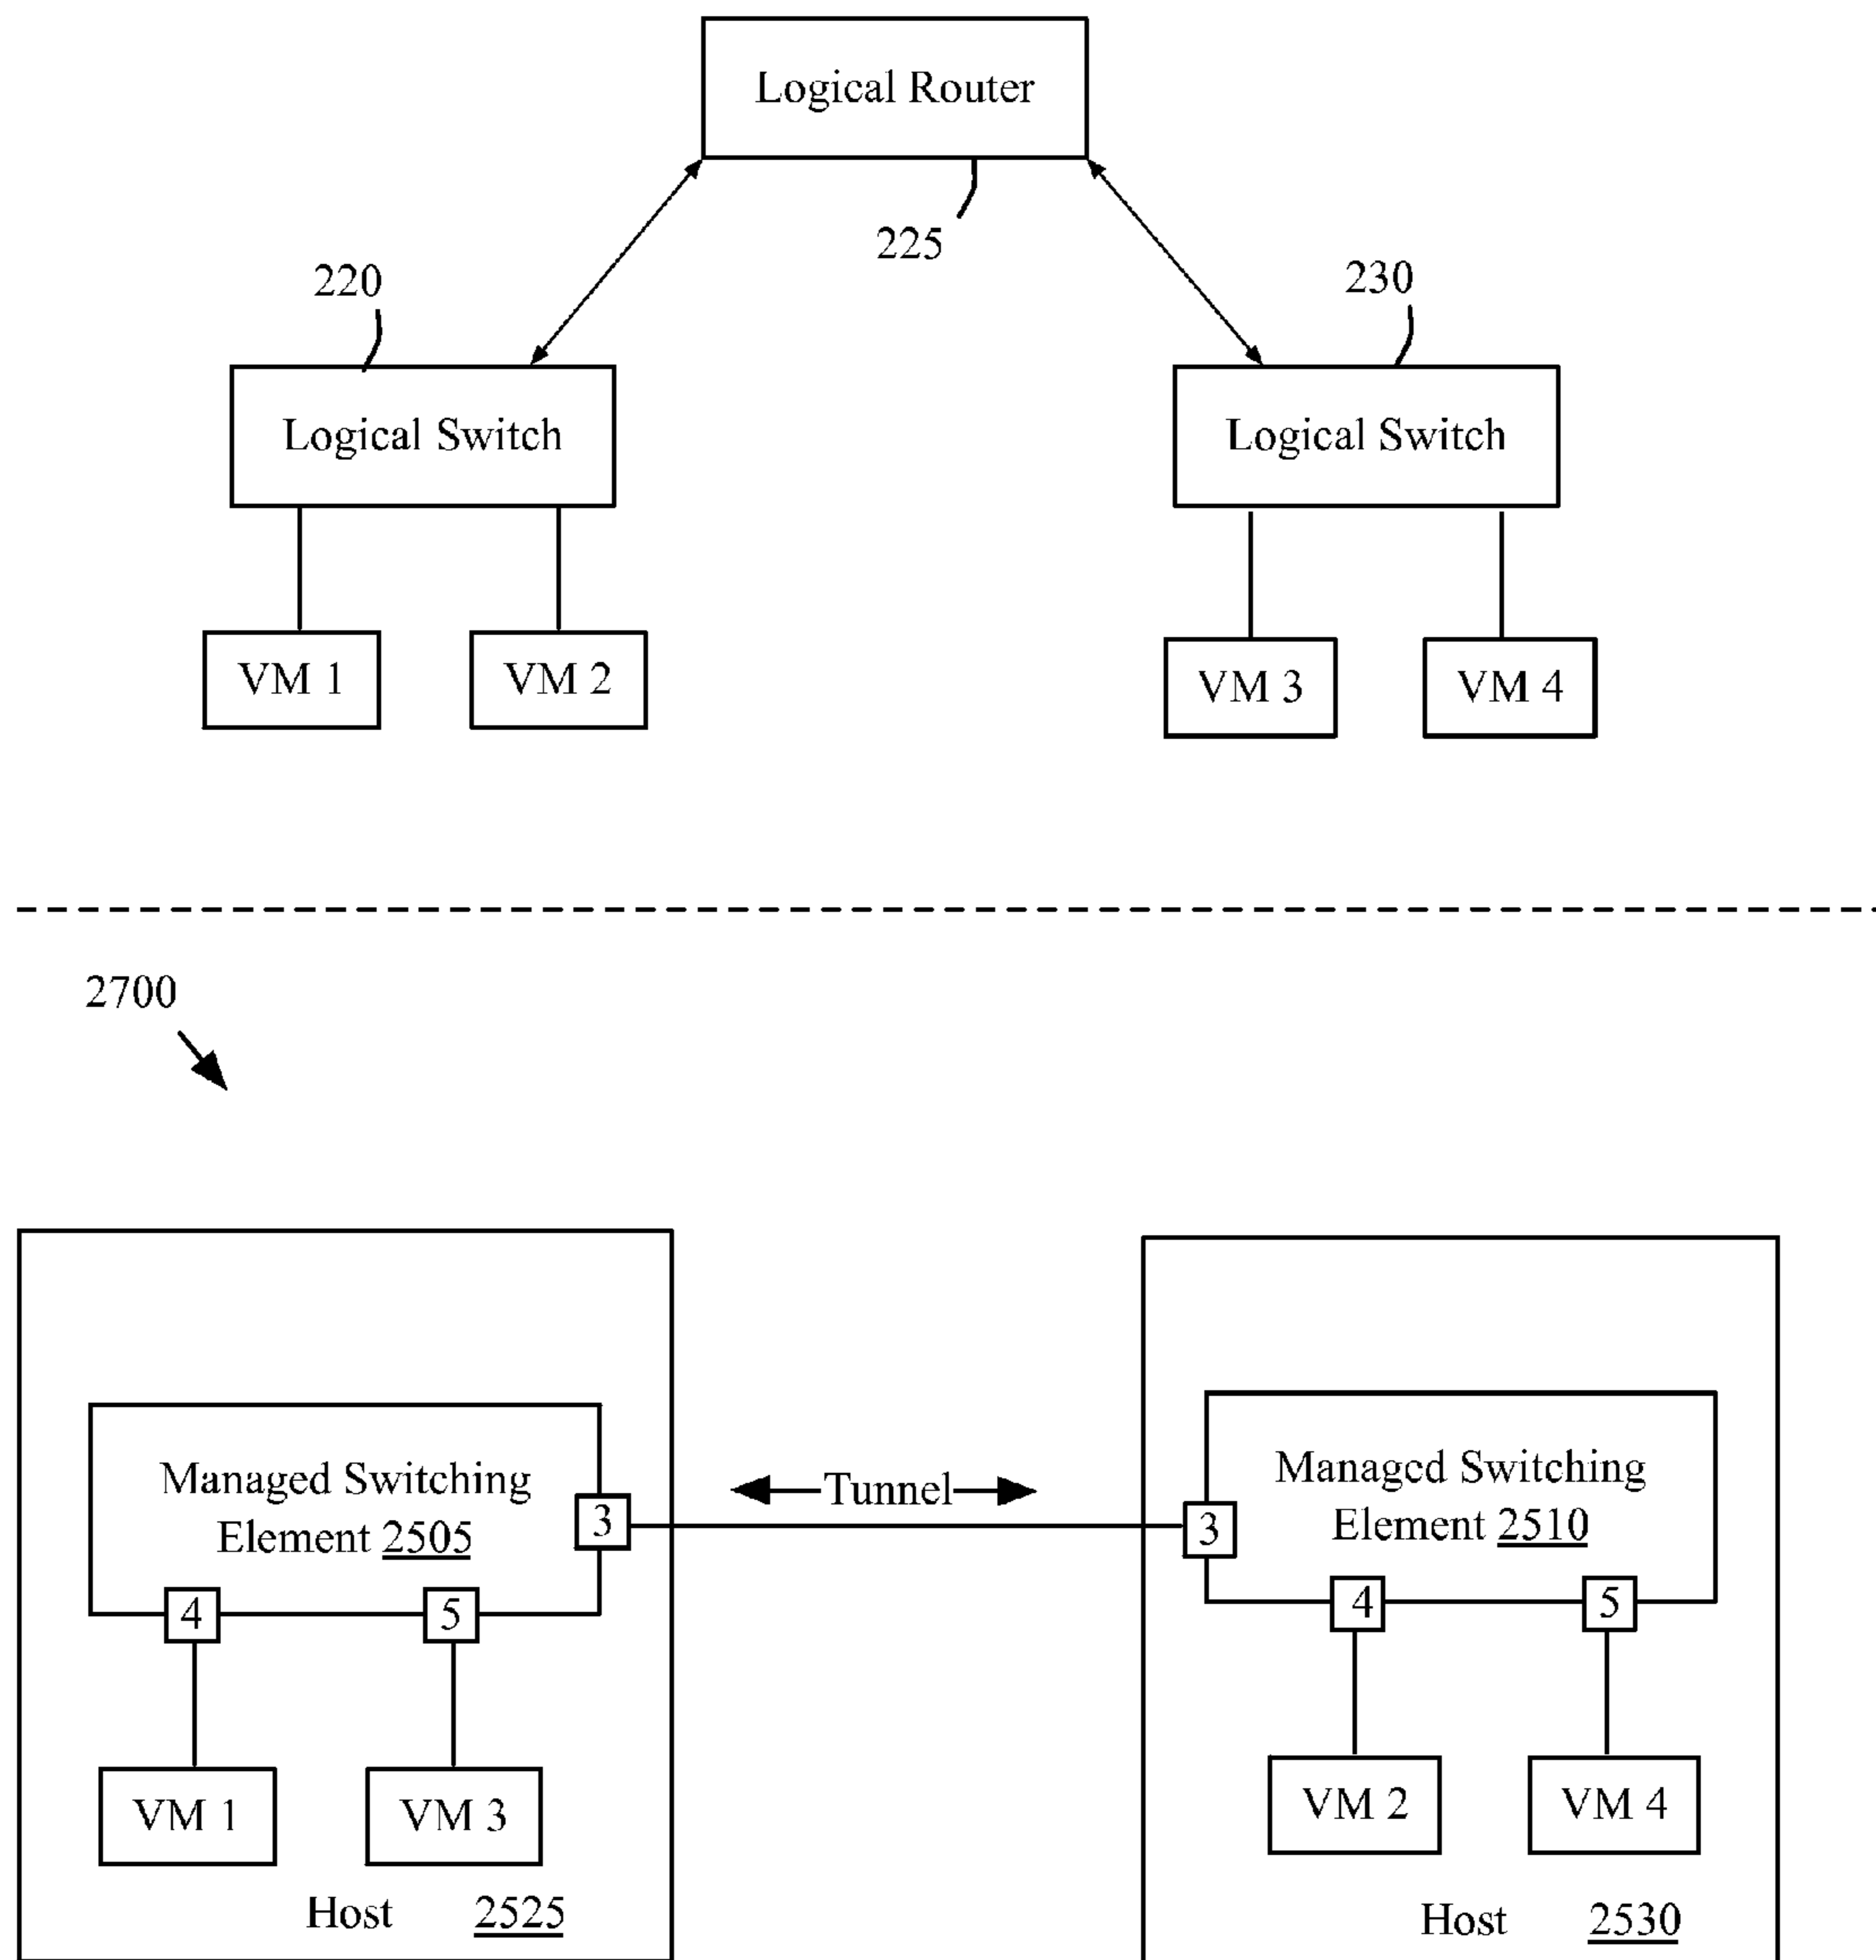 Logical Router
225
220
230
Logical Switch
Logical Switch
VM 1
VM 2
VM 3
VM 4
2700
Managed Switching
Element 2505
3
4
5
Tunnel
Managed Switching
Element 2510
3
4
5
VM 1
VM 3
VM 2
VM 4
Host 2525
Host 2530